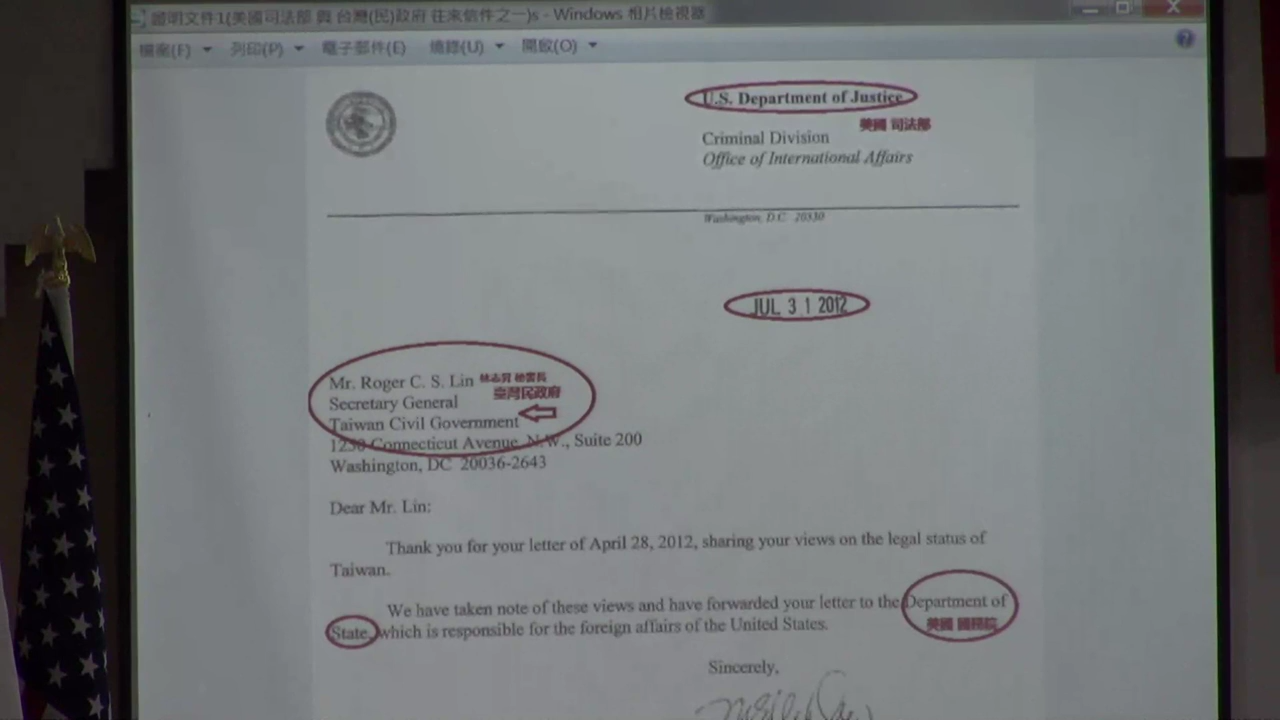 證明文件1(美國司法部 與 台灣(民)政府 往來信件之一)s - Windows 相片檢視器
檔案(F) 列印(P) 電子郵件(E) 燒錄(U) 開啟(O)
U.S. Department of Justice
美國 司法部
Criminal Division
Office of International Affairs
Washington, D.C. 20530
JUL 3 1 2012
Mr. Roger C. S. Lin 林志昇 秘書長
Secretary General 臺灣民政府
Taiwan Civil Government
Connecticut Avenue, N.W., Suite 200
Washington, DC 20036-2643
Dear Mr. Lin:
Thank you for your letter of April 28, 2012, sharing your views on the legal status of
Taiwan.
We have taken note of these views and have forwarded your letter to the Department of
State, which is responsible for the foreign affairs of the United States. 美國 國務院
Sincerely,